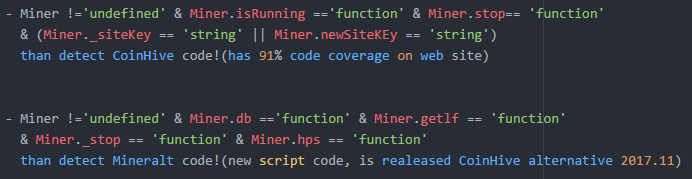 - Miner !='undefined' & Miner.isRunning =='function' & Miner.stop== 'function'
& (Miner._siteKey == 'string' || Miner.newSiteKEy == 'string')
than detect CoinHive code!(has 91% code coverage on web site)
- Miner !='undefined' & Miner.db =='function' & Miner.getlf == 'function'
& Miner._stop == 'function' & Miner.hps == 'function'
than detect Mineralt code!(new script code, is realeased CoinHive alternative 2017.11)